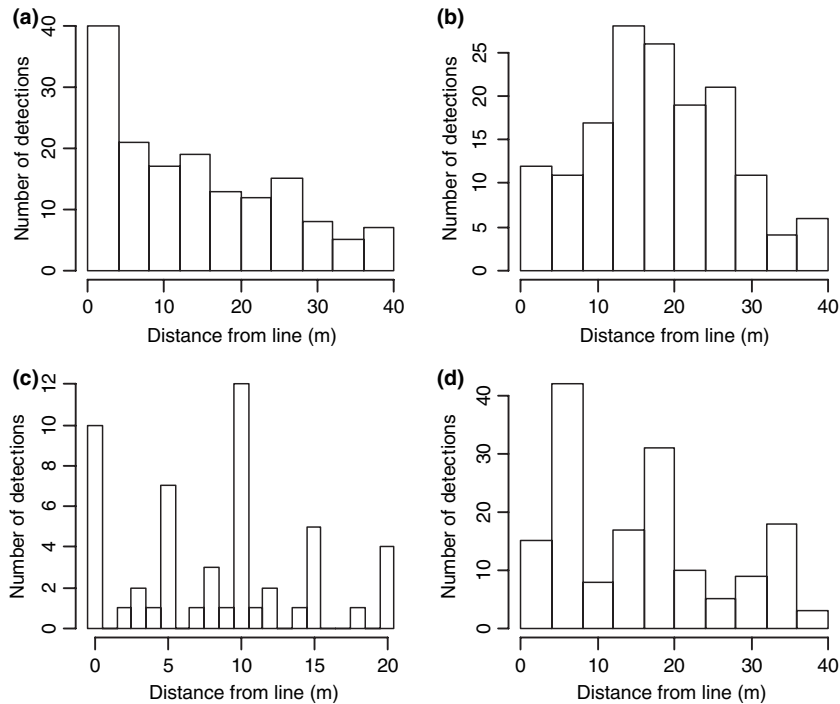 (a)
Number of detections
0 10 20 30 40
0 10 20 30 40
Distance from line (m)
(b)
Number of detections
0 5 10 15 20 25
0 10 20 30 40
Distance from line (m)
(c)
Number of detections
0 2 4 6 8 10 12
0 5 10 15 20
Distance from line (m)
(d)
Number of detections
0 10 20 30 40
0 10 20 30 40
Distance from line (m)